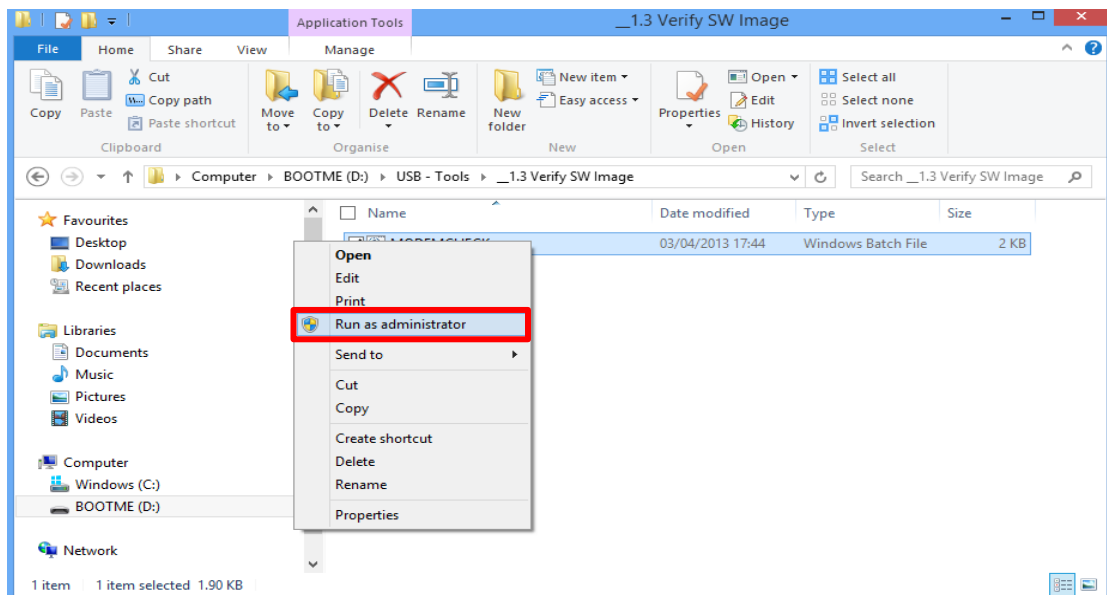 Application Tools
__1.3 Verify SW Image
File Home Share View Manage
Copy
Paste
Cut
Copy path
Paste shortcut
Clipboard
Move to
Copy to
Delete
Rename
Organise
New folder
New item
Easy access
New
Properties
Open
Edit
History
Open
Select all
Select none
Invert selection
Select
Computer BOOTME (D:) USB - Tools __1.3 Verify SW Image
Search __1.3 Verify SW Image
Favourites
Desktop
Downloads
Recent places
Libraries
Documents
Music
Pictures
Videos
Computer
Windows (C:)
BOOTME (D:)
Network
Name Date modified Type Size
MODEMCHECK 03/04/2013 17:44 Windows Batch File 2 KB
Open
Edit
Print
Run as administrator
Send to
Cut
Copy
Create shortcut
Delete
Rename
Properties
1 item 1 item selected 1.90 KB